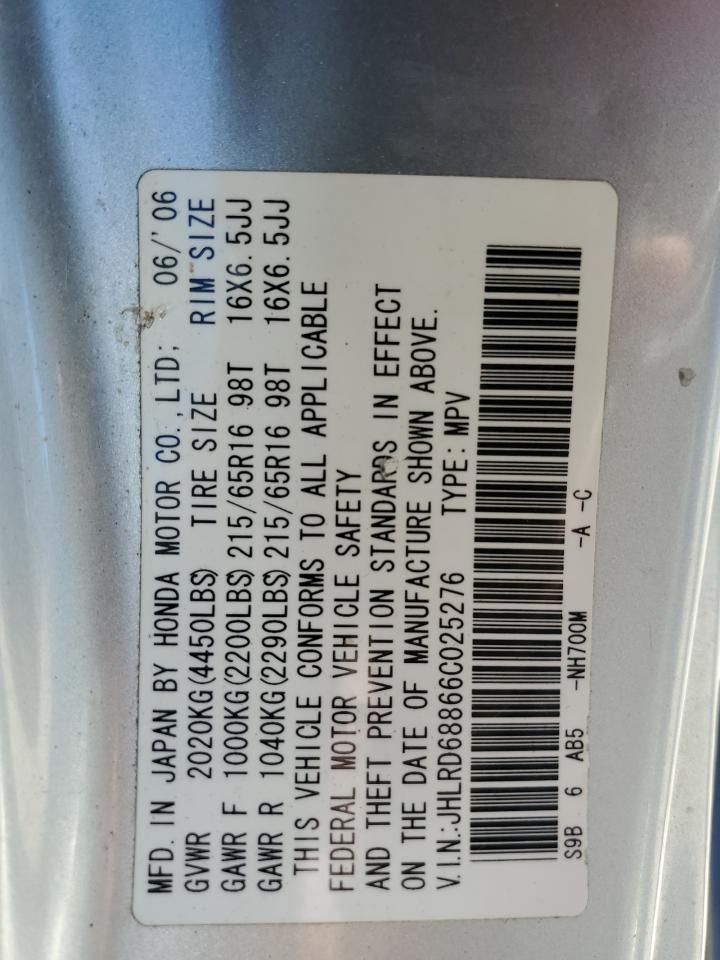 MFD. IN JAPAN BY HONDA MOTOR CO.,LTD; 06/'06
GVWR 2020KG(4450LBS) TIRE SIZE RIM SIZE
GAWR F 1000KG(2200LBS) 215/65R16 98T 16X6.5JJ
GAWR R 1040KG(2290LBS) 215/65R16 98T 16X6.5JJ
THIS VEHICLE CONFORMS TO ALL APPLICABLE
FEDERAL MOTOR VEHICLE SAFETY
AND THEFT PREVENTION STANDARDS IN EFFECT
ON THE DATE OF MANUFACTURE SHOWN ABOVE.
V.I.N.:JHLRD68866C025276 TYPE: MPV
S9B 6 AB5 -NH700M -A -C